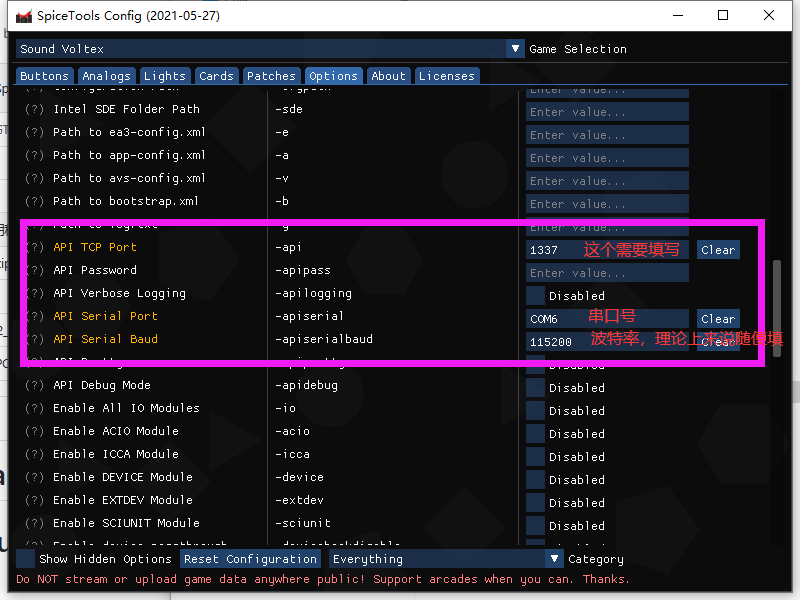 SpiceTools Config (2021-05-27)
Sound Voltex ▼ Game Selection
Buttons Analogs Lights Cards Patches Options About Licenses
Enter value...
(?) Intel SDE Folder Path -sde Enter value...
(?) Path to ea3-config.xml -e Enter value...
(?) Path to app-config.xml -a Enter value...
(?) Path to avs-config.xml -v Enter value...
(?) Path to bootstrap.xml -b Enter value...
Enter value...
(?) API TCP Port -api 1337 这个需要填写 Clear
(?) API Password -apipass Enter value...
(?) API Verbose Logging -apilogging Disabled
(?) API Serial Port -apiserial COM6 串口号 Clear
(?) API Serial Baud -apiserialbaud 115200 波特率，理论上来说随便填 Clear
Disabled
(?) API Debug Mode -apidebug Disabled
(?) Enable All IO Modules -io Disabled
(?) Enable ACIO Module -acio Disabled
(?) Enable ICCA Module -icca Disabled
(?) Enable DEVICE Module -device Disabled
(?) Enable EXTDEV Module -extdev Disabled
(?) Enable SCIUNIT Module -sciunit Disabled
Show Hidden Options Reset Configuration Everything ▼ Category
Do NOT stream or upload game data anywhere public! Support arcades when you can. Thanks.